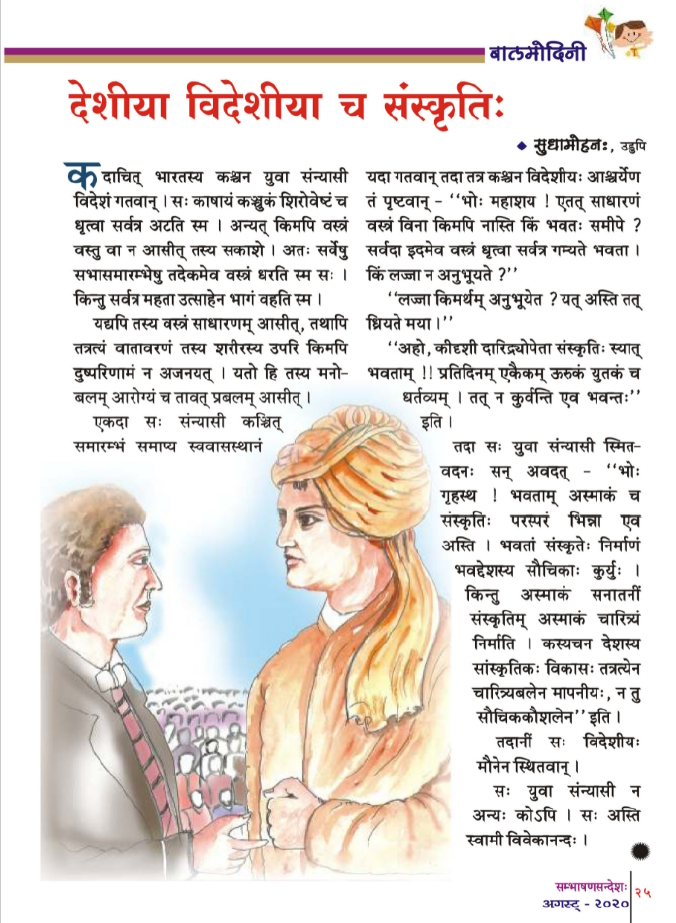 बालमोदिनी
देशीया विदेशीया च संस्कृतिः
◆ सुधामोहनः, उडुपि
कदाचित् भारतस्य कश्चन युवा संन्यासी
विदेशं गतवान् । सः काषायं कञ्चुकं शिरोवेष्टं च
धृत्वा सर्वत्र अटति स्म । अन्यत् किमपि वस्त्रं
वस्तु वा न आसीत् तस्य सकाशे । अतः सर्वेषु
सभासमारम्भेषु तदेकमेव वस्त्रं धरति स्म सः ।
किन्तु सर्वत्र महता उत्साहेन भागं वहति स्म ।
यद्यपि तस्य वस्त्रं साधारणम् आसीत्, तथापि
तत्रत्यं वातावरणं तस्य शरीरस्य उपरि किमपि
दुष्परिणामं न अजनयत् । यतो हि तस्य मनो-
बलम् आरोग्यं च तावत् प्रबलम् आसीत् ।
एकदा सः संन्यासी कञ्चित्
समारम्भं समाप्य स्ववासस्थानं
यदा गतवान् तदा तत्र कश्चन विदेशीयः आश्चर्येण
तं पृष्टवान् - ‘‘भोः महाशय ! एतत् साधारणं
वस्त्रं विना किमपि नास्ति किं भवतः समीपे ?
सर्वदा इदमेव वस्त्रं धृत्वा सर्वत्र गम्यते भवता ।
किं लज्जा न अनुभूयते ?’’
‘‘लज्जा किमर्थम् अनुभूयेत ? यत् अस्ति तत्
ध्रियते मया ।’’
‘‘अहो, कीदृशी दारिद्र्योपेता संस्कृतिः स्यात्
भवताम् !! प्रतिदिनम् एकैकम् ऊरुकं युतकं च
धर्तव्यम् । तत् न कुर्वन्ति एव भवन्तः’’
इति ।
तदा सः युवा संन्यासी स्मित-
वदनः सन् अवदत् - ‘‘भोः
गृहस्थ ! भवताम् अस्माकं च
संस्कृतिः परस्परं भिन्ना एव
अस्ति । भवतां संस्कृतेः निर्माणं
भवद्देशस्य सौचिकाः कुर्युः ।
किन्तु अस्माकं सनातनीं
संस्कृतिम् अस्माकं चारित्र्यं
निर्माति । कस्यचन देशस्य
सांस्कृतिकः विकासः तत्रत्येन
चारित्र्यबलेन मापनीयः, न तु
सौचिककौशलेन’’ इति ।
तदानीं सः विदेशीयः
मौनेन स्थितवान् ।
सः युवा संन्यासी न
अन्यः कोऽपि । सः अस्ति
स्वामी विवेकानन्दः ।
सम्भाषणसन्देशः
अगस्ट् - २०२०
२५